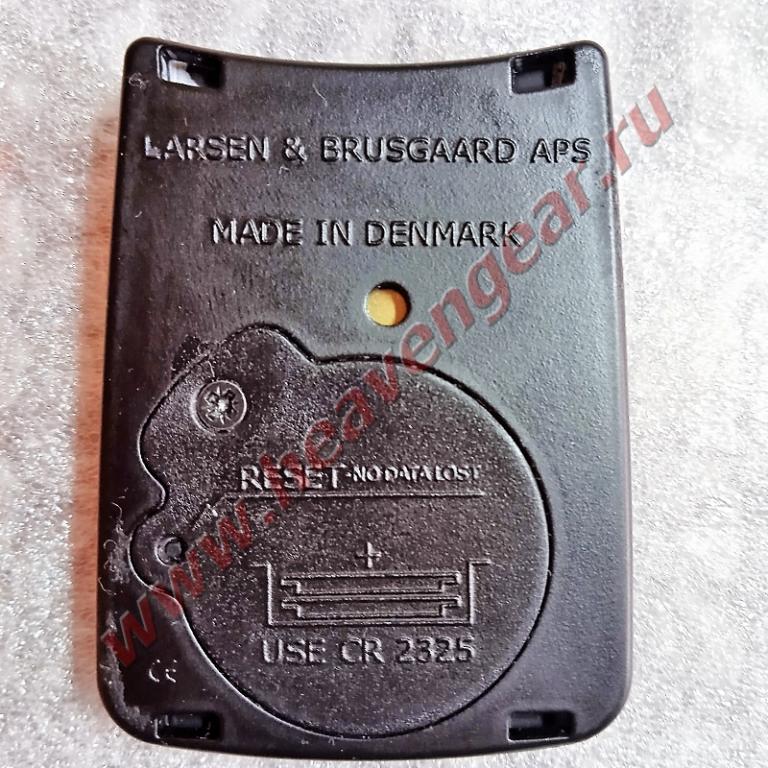 LARSEN & BRUSGAARD APS
MADE IN DENMARK
RESET-NO DATA LOST
+
USE CR 2325
CE
www.heavengear.ru